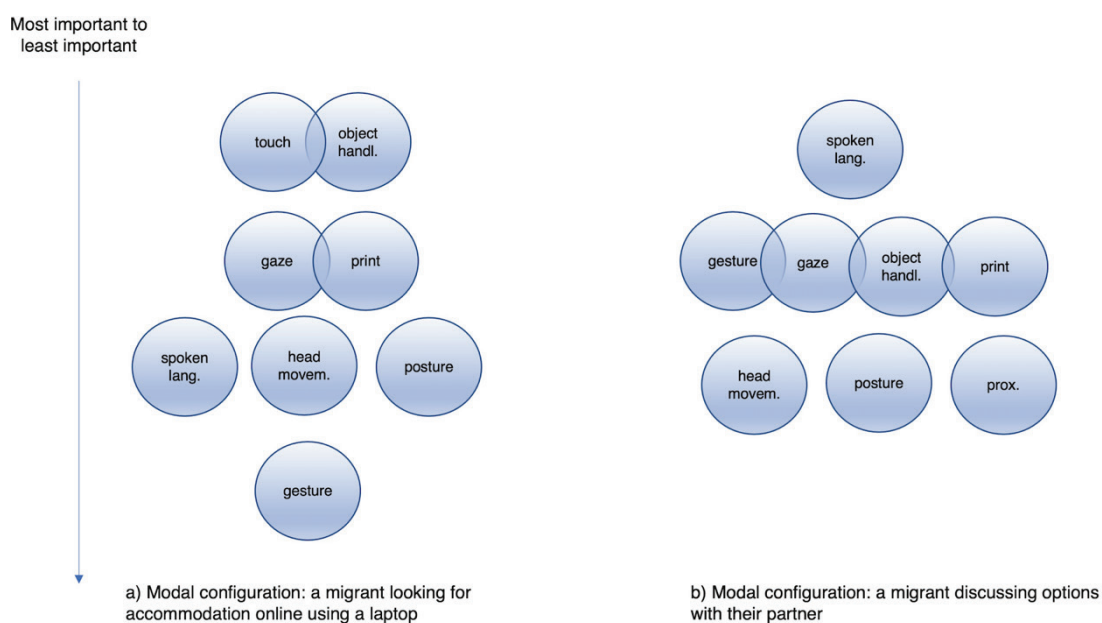 Most important to
least important
touch
object
handl.
gaze
print
spoken
lang.
head
movem.
posture
gesture
a) Modal configuration: a migrant looking for
accommodation online using a laptop
spoken
lang.
gesture
gaze
object
handl.
print
head
movem.
posture
prox.
b) Modal configuration: a migrant discussing options
with their partner